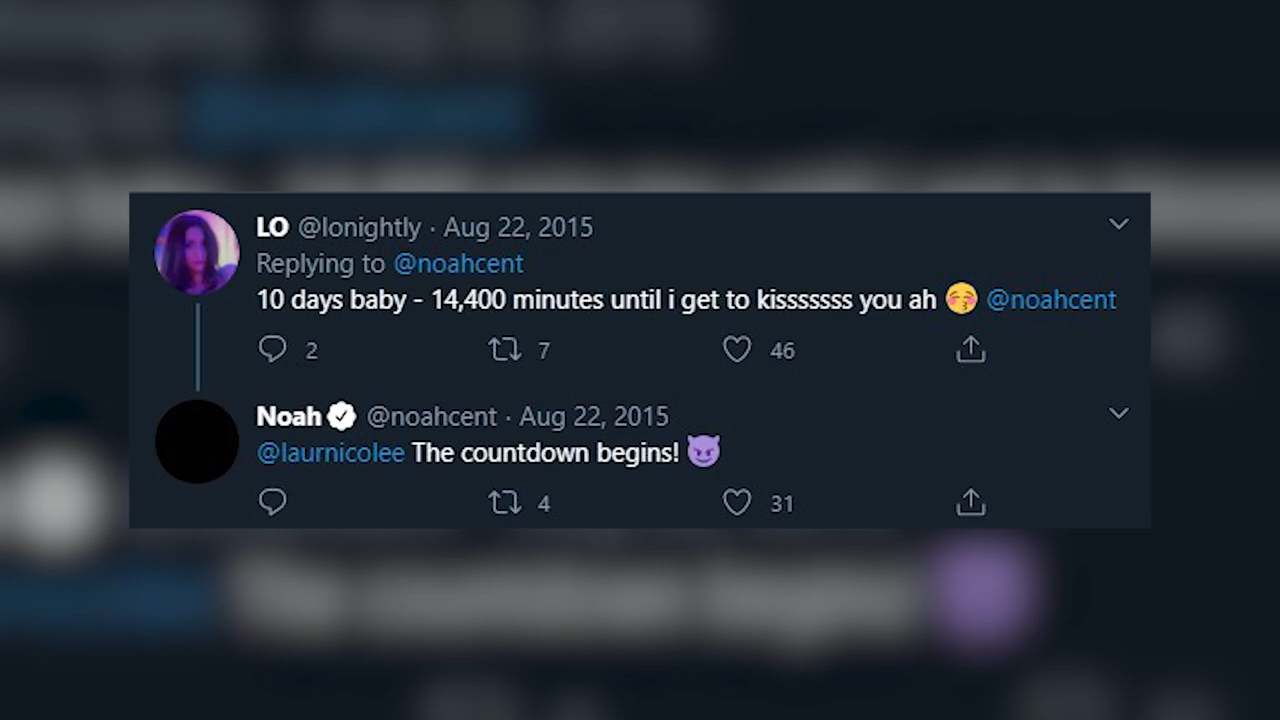 LO @lonightly · Aug 22, 2015
Replying to @noahcent
10 days baby - 14,400 minutes until i get to kisssssss you ah 😚 @noahcent
2 7 46
Noah @noahcent · Aug 22, 2015
@laurnicolee The countdown begins! 😈
4 31